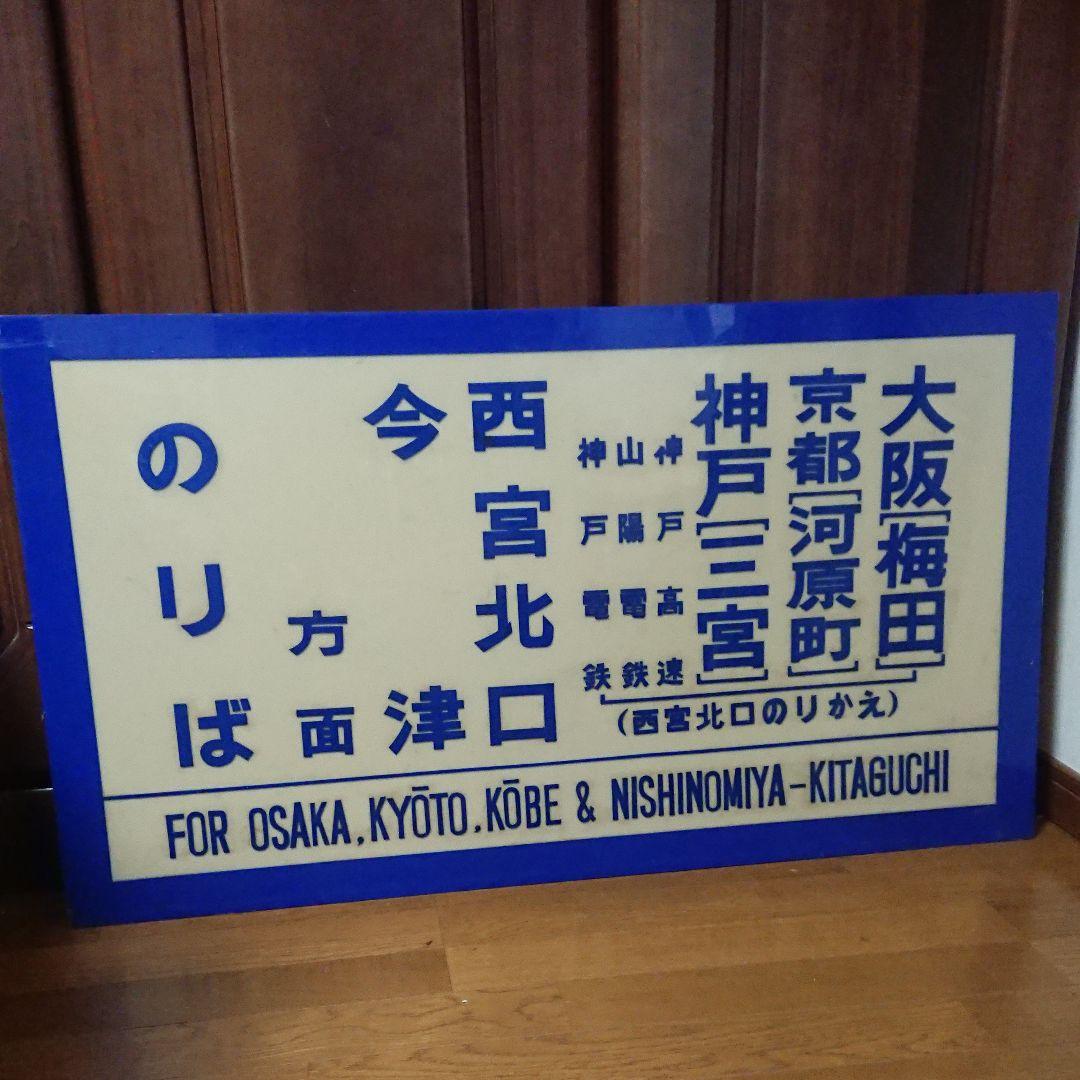 大阪[梅田]
京都[河原町]
神戸[三宮]
神戸高速
山陽電鉄
神戸電鉄
(西宮北口のりかえ)
西宮北口
今津
方面
のりば
FOR OSAKA, KYŌTO, KŌBE & NISHINOMIYA-KITAGUCHI